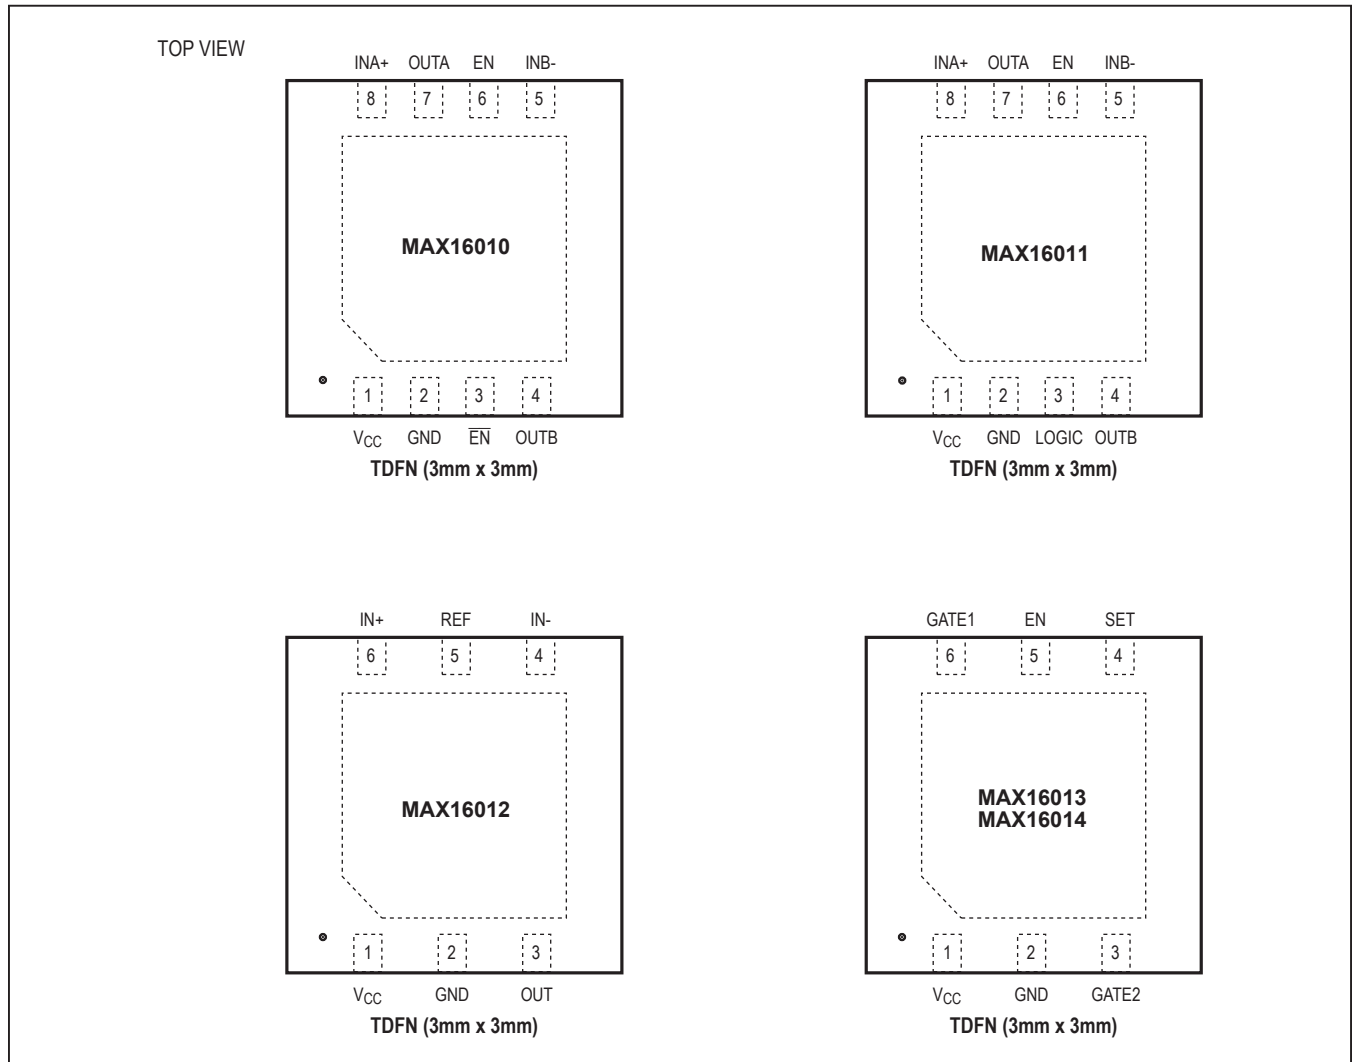 TOP VIEW
INA+ OUTA EN INB-
8 7 6 5
MAX16010
1 2 3 4
VCC GND E̅N̅ OUTB
TDFN (3mm x 3mm)
INA+ OUTA EN INB-
8 7 6 5
MAX16011
1 2 3 4
VCC GND LOGIC OUTB
TDFN (3mm x 3mm)
IN+ REF IN-
6 5 4
MAX16012
1 2 3
VCC GND OUT
TDFN (3mm x 3mm)
GATE1 EN SET
6 5 4
MAX16013
MAX16014
1 2 3
VCC GND GATE2
TDFN (3mm x 3mm)